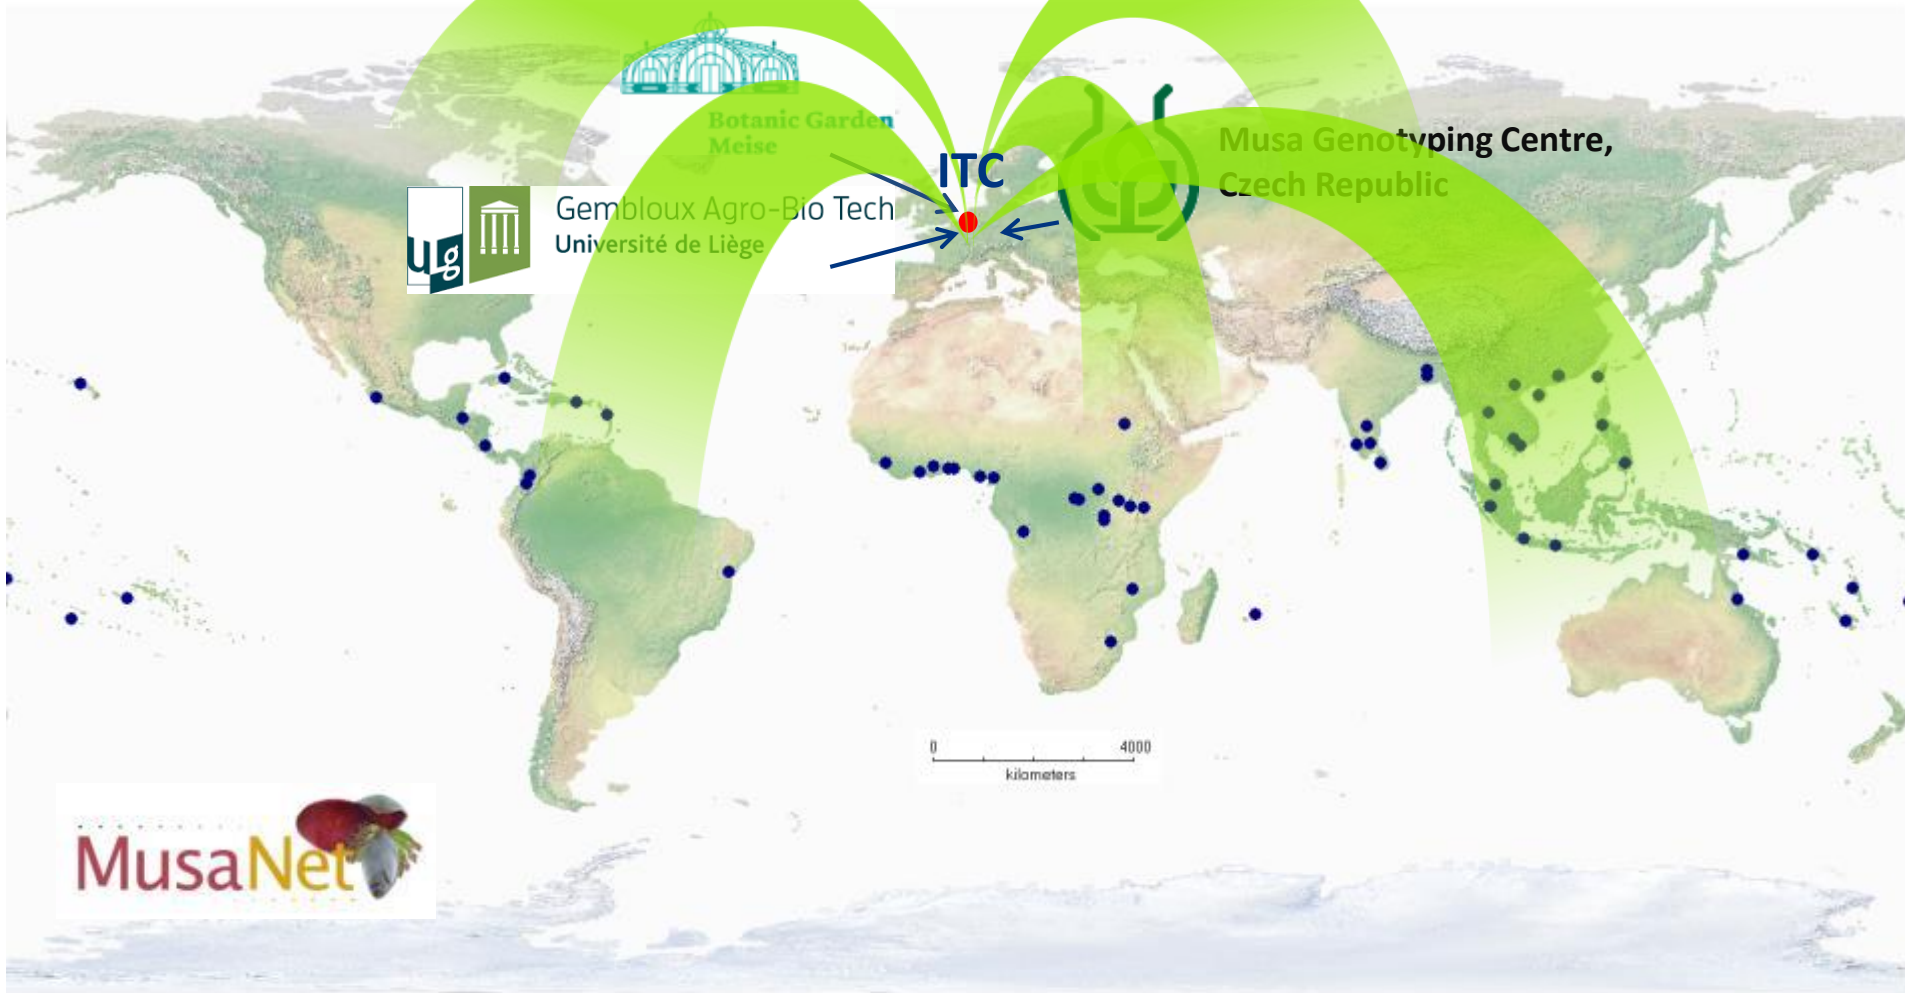 Botanic Garden
Meise
ITC
Musa Genotyping Centre,
Czech Republic
ulg
Gembloux Agro-Bio Tech
Université de Liège
0 4000
kilometers
MusaNet